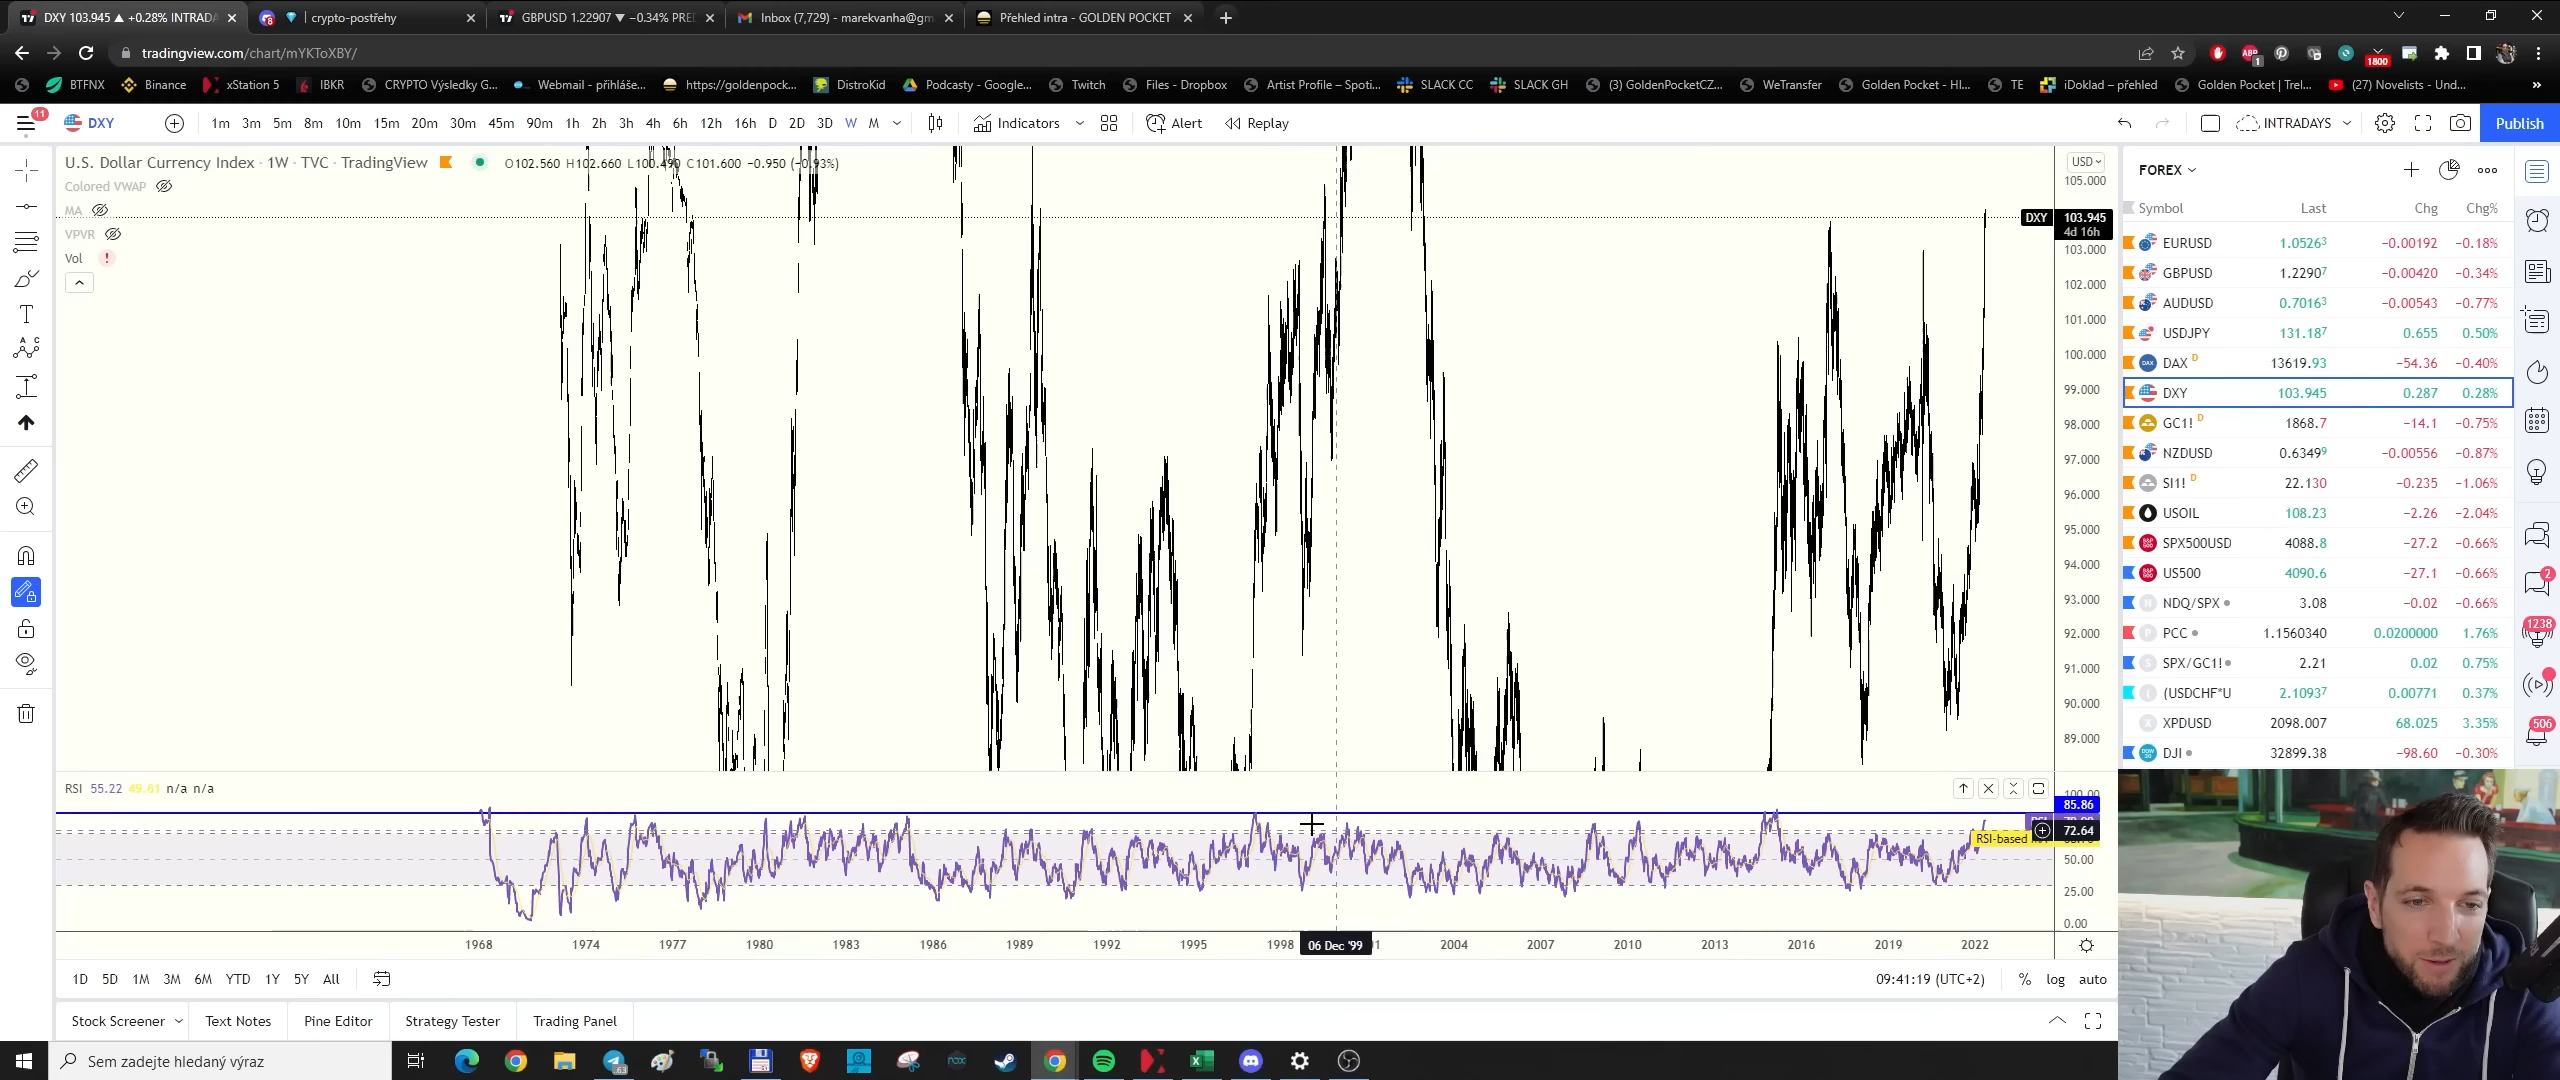 DXY 103.945 ▲ +0.28% INTRADA
| crypto-postřehy
GBPUSD 1.22907 ▼ −0.34% PRE
Inbox (7,729) - marekvanha@gm
Přehled intra - GOLDEN POCKET
tradingview.com/chart/mYKToXBY/
1
1800
BTFNX
Binance
xStation 5
IBKR
CRYPTO Výsledky G...
Webmail - přihláše...
https://goldenpock...
DistroKid
Podcasty - Google...
Twitch
Files - Dropbox
Artist Profile – Spoti...
SLACK CC
SLACK GH
(3) GoldenPocketCZ...
WeTransfer
Golden Pocket - Hl...
TE
iDoklad – přehled
Golden Pocket | Trel...
(27) Novelists - Und...
»
11
DXY
1m 3m 5m 8m 10m 15m 20m 30m 45m 90m 1h 2h 3h 4h 6h 12h 16h D 2D 3D W M
Indicators
Alert
Replay
INTRADAYS
Publish
U.S. Dollar Currency Index · 1W · TVC · TradingView
O102.560 H102.660 L100.490 C101.600 −0.950 (−0.93%)
Colored VWAP
MA
VPVR
Vol !
USD
105.000
DXY 103.945
4d 16h
103.000
102.000
101.000
100.000
99.000
98.000
97.000
96.000
95.000
94.000
93.000
92.000
91.000
90.000
89.000
FOREX
Symbol Last Chg Chg%
EURUSD 1.05263 −0.00192 −0.18%
GBPUSD 1.22907 −0.00420 −0.34%
AUDUSD 0.70163 −0.00543 −0.77%
USDJPY 131.187 0.655 0.50%
DAX D 13619.93 −54.36 −0.40%
DXY 103.945 0.287 0.28%
GC1! D 1868.7 −14.1 −0.75%
NZDUSD 0.63499 −0.00556 −0.87%
SI1! D 22.130 −0.235 −1.06%
USOIL 108.23 −2.26 −2.04%
SPX500USD 4088.8 −27.2 −0.66%
US500 4090.6 −27.1 −0.66%
NDQ/SPX 3.08 −0.02 −0.66%
PCC 1.1560340 0.0200000 1.76%
SPX/GC1! 2.21 0.02 0.75%
(USDCHF*U 2.10937 0.00771 0.37%
XPDUSD 2098.007 68.025 3.35%
DJI 32899.38 −98.60 −0.30%
2
1238
506
RSI 55.22 49.61 n/a n/a
100.00
85.86
72.64
RSI-based
50.00
25.00
0.00
1968 1974 1977 1980 1983 1986 1989 1992 1995 1998 06 Dec '99 2004 2007 2010 2013 2016 2019 2022
1D 5D 1M 3M 6M YTD 1Y 5Y All
09:41:19 (UTC+2)
% log auto
Stock Screener
Text Notes
Pine Editor
Strategy Tester
Trading Panel
Sem zadejte hledaný výraz
63